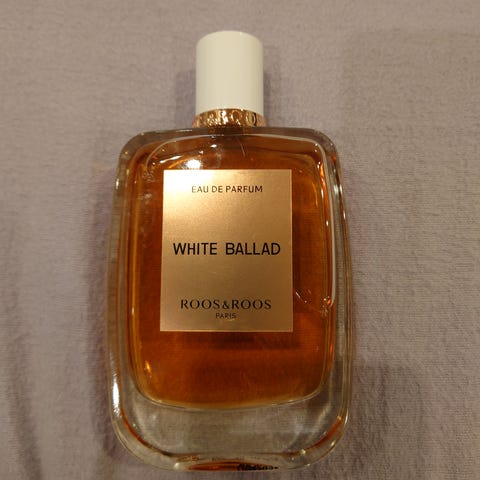 EAU DE PARFUM
WHITE BALLAD
ROOS&ROOS
PARIS